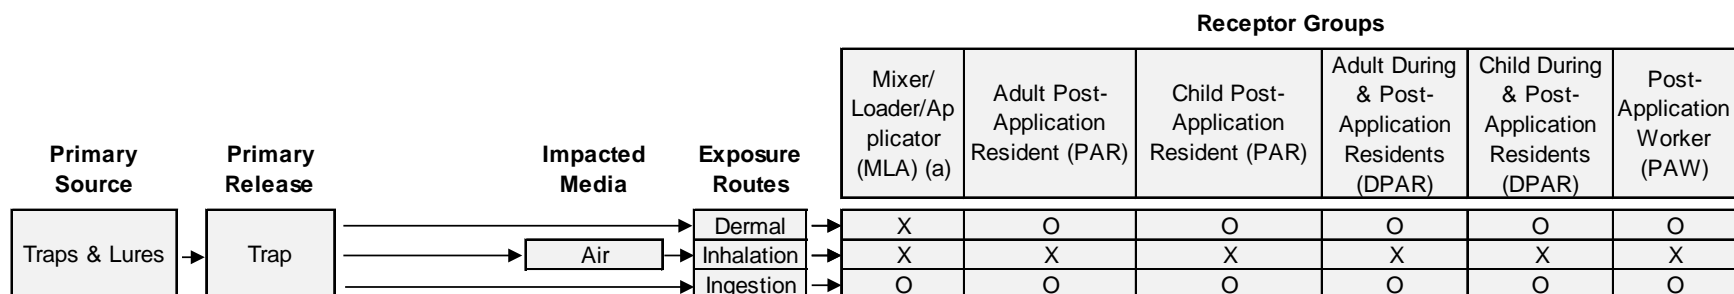 Receptor Groups
Mixer/
Loader/Ap
plicator
(MLA) (a)
Adult Post-
Application
Resident (PAR)
Child Post-
Application
Resident (PAR)
Adult During
& Post-
Application
Residents
(DPAR)
Child During
& Post-
Application
Residents
(DPAR)
Post-
Application
Worker
(PAW)
Primary
Source
Primary
Release
Impacted
Media
Exposure
Routes
Traps & Lures
Trap
Dermal X O O O O O
Air Inhalation X X X X X X
Ingestion O O O O O O